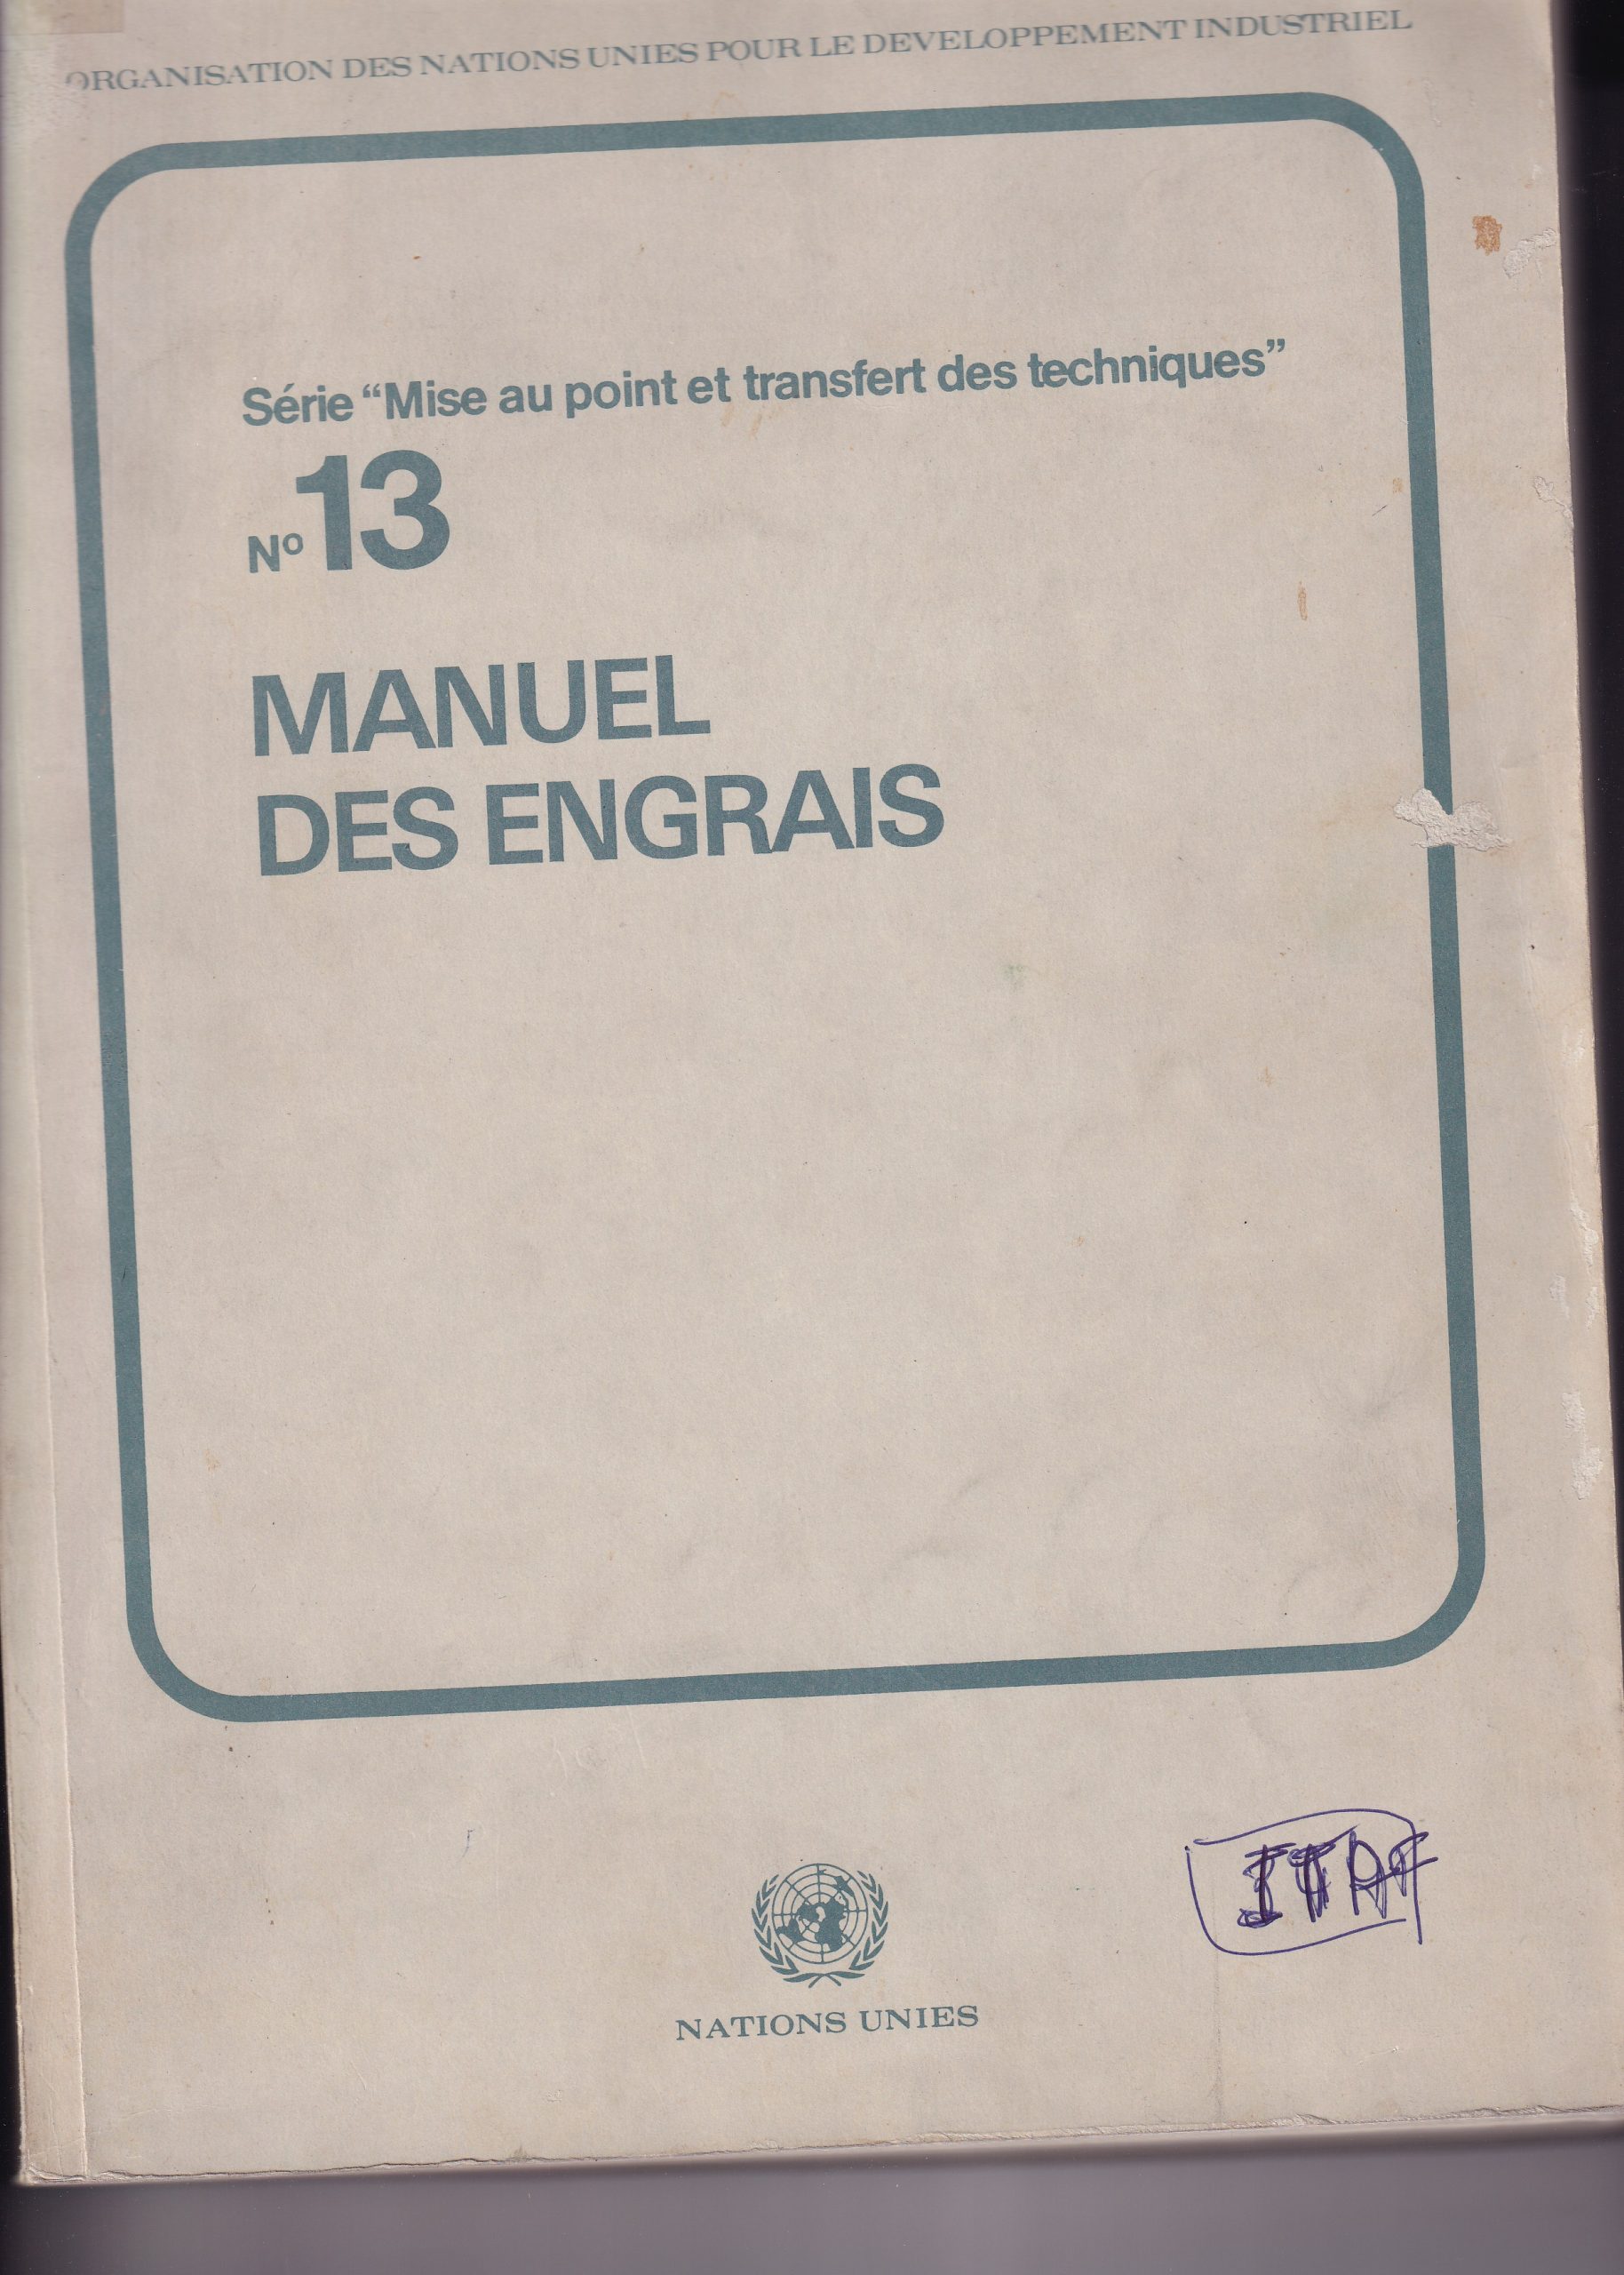 ORGANISATION DES NATIONS UNIES POUR LE DEVELOPPEMENT INDUSTRIEL
Série “Mise au point et transfert des techniques”
Nº 13
MANUEL
DES ENGRAIS
NATIONS UNIES